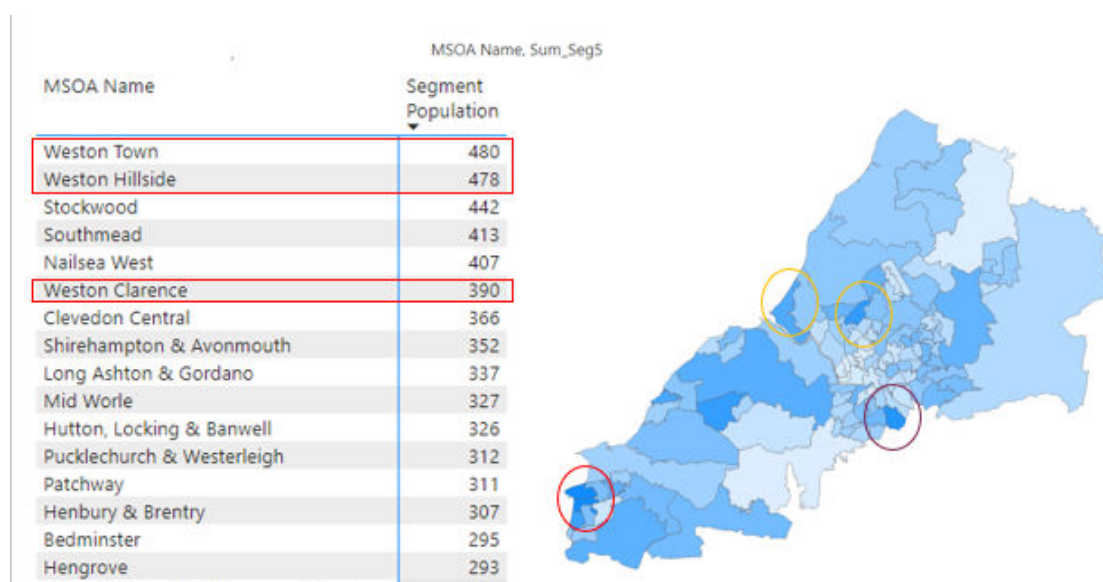 MSOA Name, Sum_Seg5
MSOA Name Segment
Population
Weston Town 480
Weston Hillside 478
Stockwood 442
Southmead 413
Nailsea West 407
Weston Clarence 390
Clevedon Central 366
Shirehampton & Avonmouth 352
Long Ashton & Gordano 337
Mid Worle 327
Hutton, Locking & Banwell 326
Pucklechurch & Westerleigh 312
Patchway 311
Henbury & Brentry 307
Bedminster 295
Hengrove 293